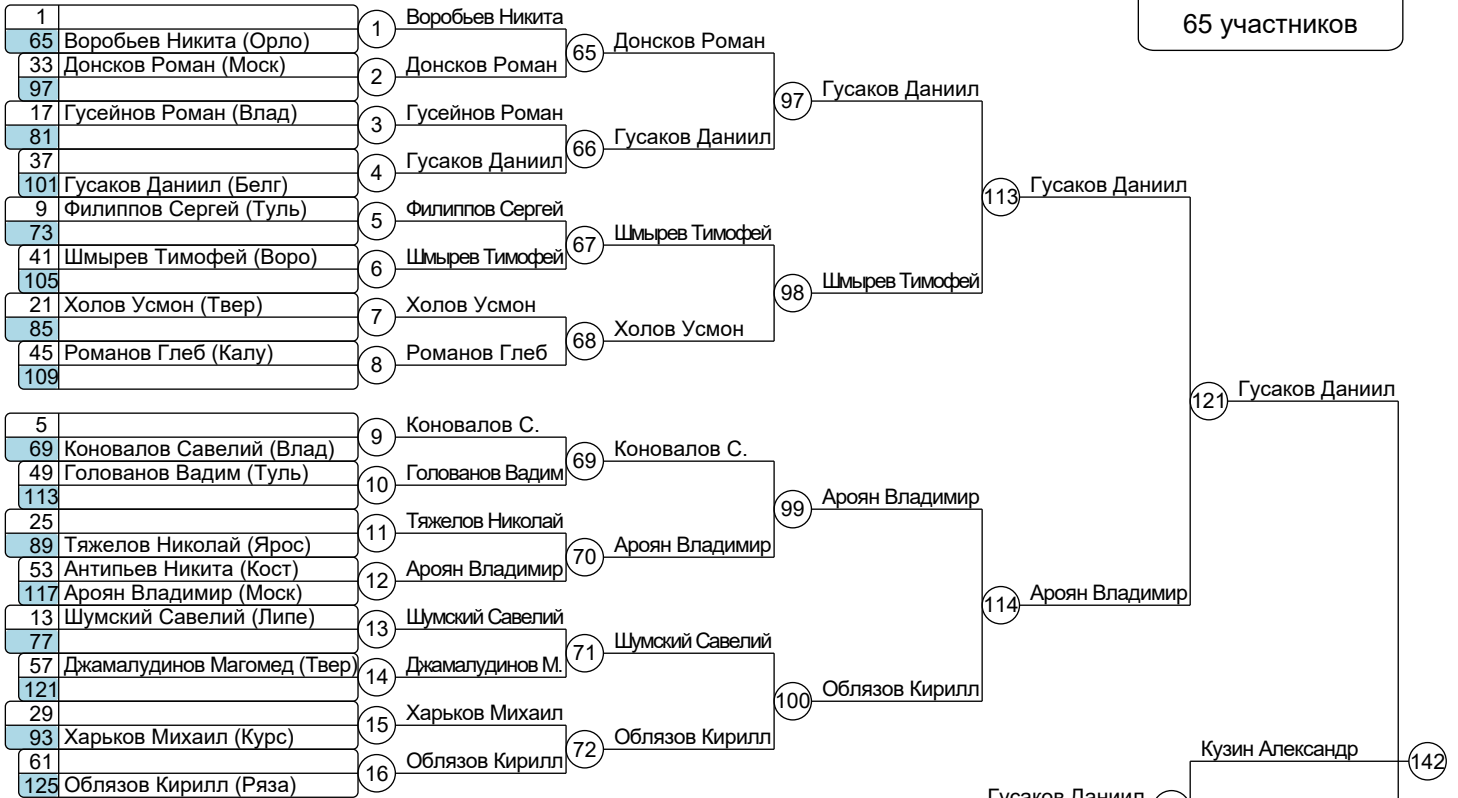 65 участников
1
65 Воробьев Никита (Орло)
33 Донсков Роман (Моск)
97
17 Гусейнов Роман (Влад)
81
37
101 Гусаков Даниил (Белг)
9 Филиппов Сергей (Туль)
73
41 Шмырев Тимофей (Воро)
105
21 Холов Усмон (Твер)
85
45 Романов Глеб (Калу)
109
5
69 Коновалов Савелий (Влад)
49 Голованов Вадим (Туль)
113
25
89 Тяжелов Николай (Ярос)
53 Антипьев Никита (Кост)
117 Ароян Владимир (Моск)
13 Шумский Савелий (Липе)
77
57 Джамалудинов Магомед (Твер)
121
29
93 Харьков Михаил (Курс)
61
125 Облязов Кирилл (Ряза)
1 Воробьев Никита
2 Донсков Роман
3 Гусейнов Роман
4 Гусаков Даниил
5 Филиппов Сергей
6 Шмырев Тимофей
7 Холов Усмон
8 Романов Глеб
9 Коновалов С.
10 Голованов Вадим
11 Тяжелов Николай
12 Ароян Владимир
13 Шумский Савелий
14 Джамалудинов М.
15 Харьков Михаил
16 Облязов Кирилл
65 Донсков Роман
66 Гусаков Даниил
67 Шмырев Тимофей
68 Холов Усмон
69 Коновалов С.
70 Ароян Владимир
71 Шумский Савелий
72 Облязов Кирилл
97 Гусаков Даниил
98 Шмырев Тимофей
99 Ароян Владимир
100 Облязов Кирилл
113 Гусаков Даниил
114 Ароян Владимир
121 Гусаков Даниил
Кузин Александр 142
Гусаков Даниил